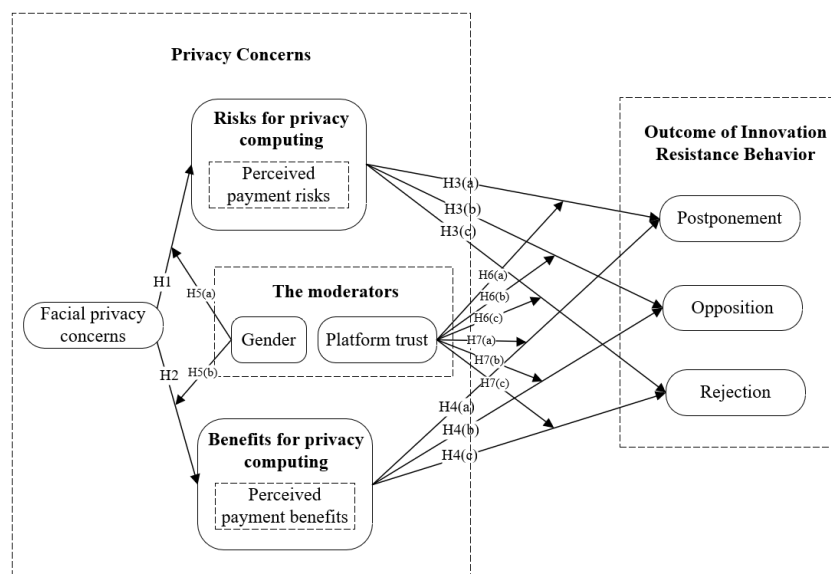 Privacy Concerns
Risks for privacy
computing
Perceived
payment risks
Outcome of Innovation
Resistance Behavior
H3(a)
H3(b)
H3(c)
Postponement
H1
H5(a)
The moderators
H6(a)
H6(b)
H6(c)
Facial privacy
concerns
Gender
Platform trust
H7(a)
H7(b)
H7(c)
Opposition
H2
H5(b)
Rejection
H4(a)
H4(b)
H4(c)
Benefits for privacy
computing
Perceived
payment benefits